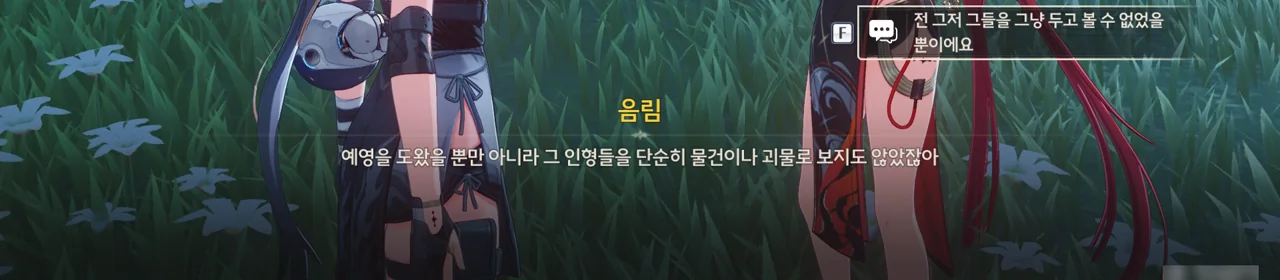 F
전 그저 그들을 그냥 두고 볼 수 없었을
뿐이에요
음림
예영을 도왔을 뿐만 아니라 그 인형들을 단순히 물건이나 괴물로 보지도 않았잖아